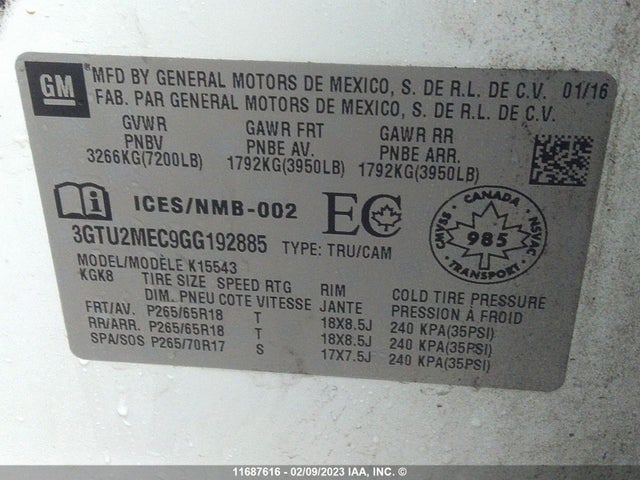 GM
MFD BY GENERAL MOTORS DE MEXICO, S. DE R.L. DE C.V. 01/16
FAB. PAR GENERAL MOTORS DE MEXICO, S. DE R.L. DE C.V.
GVWR GAWR FRT GAWR RR
PNBV PNBE AV. PNBE ARR.
3266KG(7200LB) 1792KG(3950LB) 1792KG(3950LB)
i ICES/NMB-002 EC
CANADA
CMVSS 985 NSVAC
TRANSPORT
3GTU2MEC9GG192885 TYPE: TRU/CAM
MODEL/MODÈLE K15543
KGK8 TIRE SIZE SPEED RTG RIM COLD TIRE PRESSURE
DIM. PNEU COTE VITESSE JANTE PRESSION À FROID
FRT/AV. P265/65R18 T 18X8.5J 240 KPA(35PSI)
RR/ARR. P265/65R18 T 18X8.5J 240 KPA(35PSI)
SPA/SOS P265/70R17 S 17X7.5J 240 KPA(35PSI)
11687616 - 02/09/2023 IAA, INC. ©